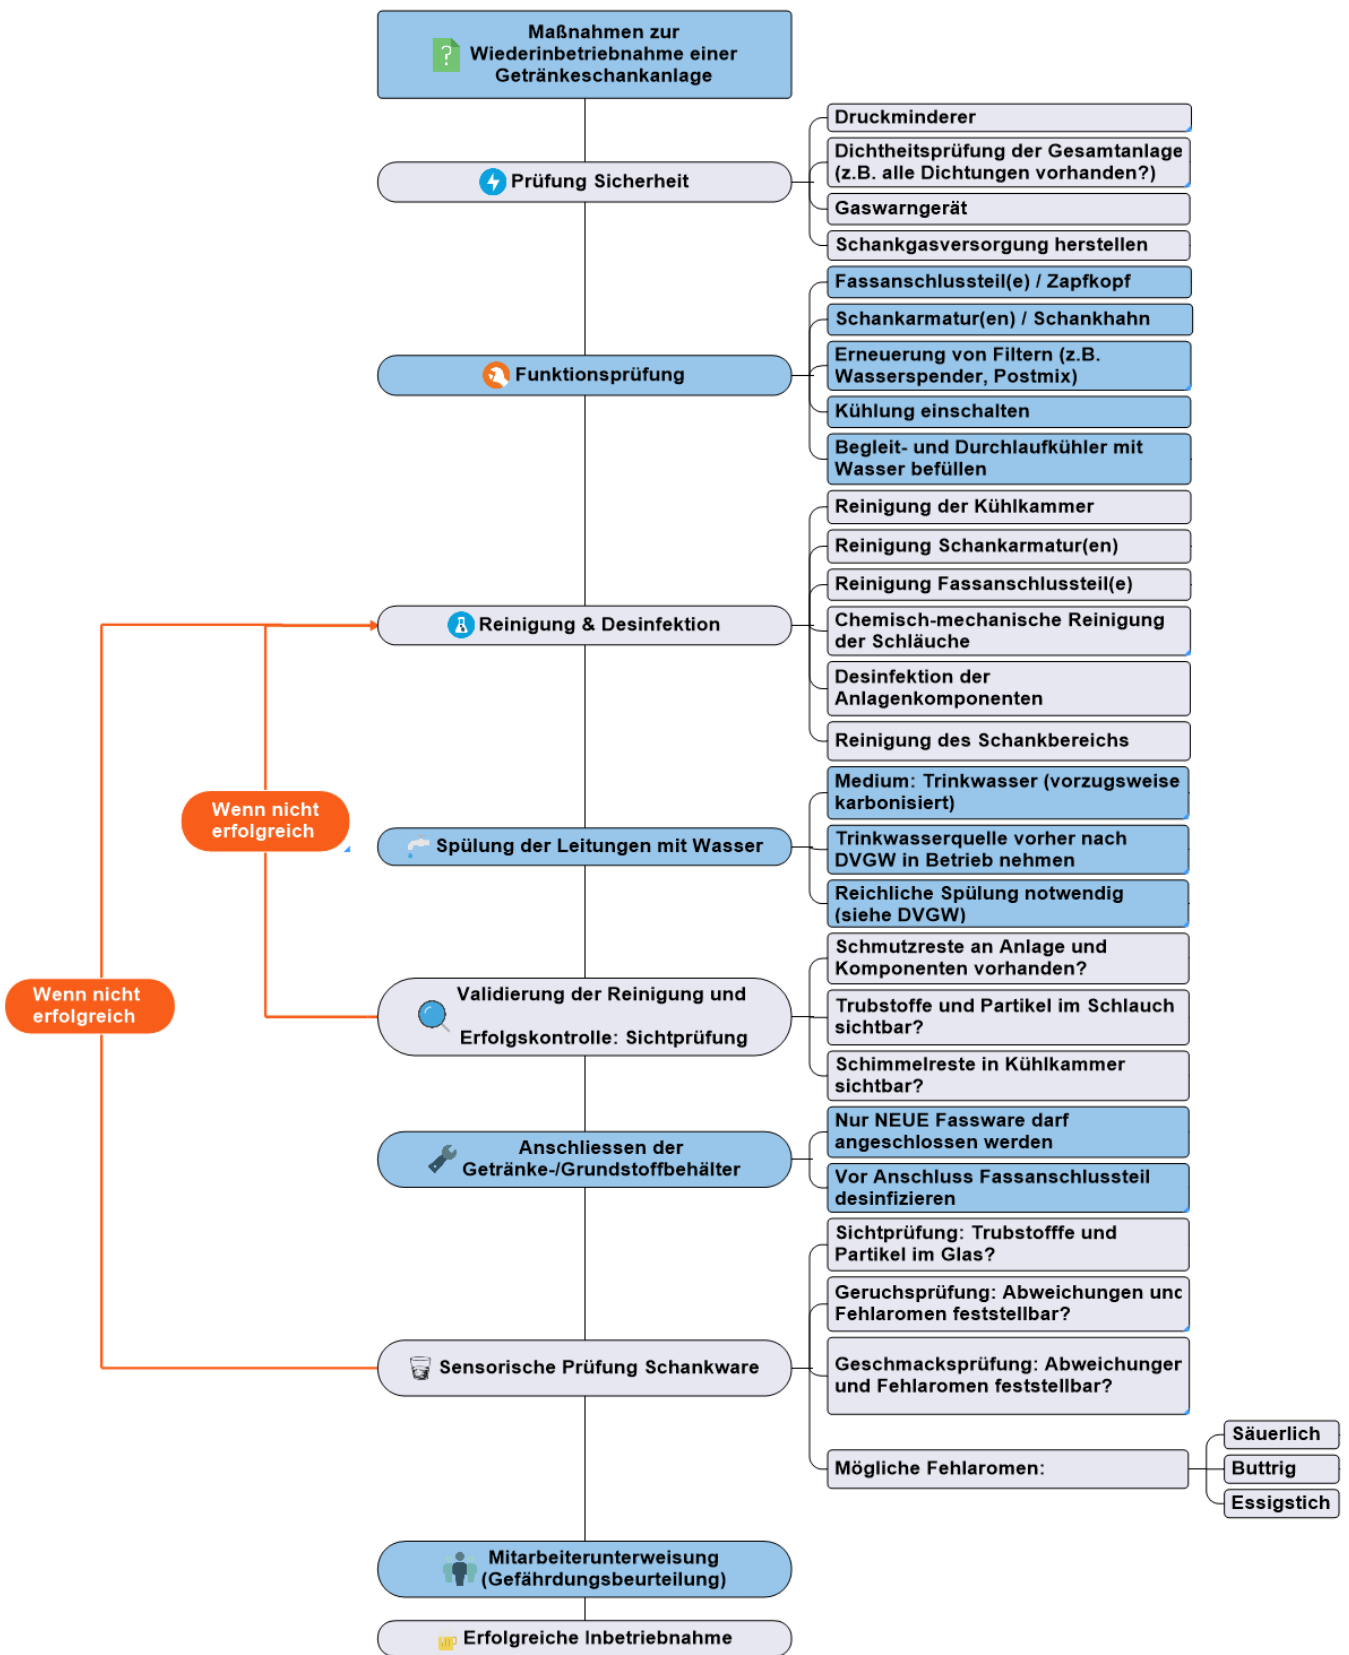 Maßnahmen zur
Wiederinbetriebnahme einer
Getränkeschankanlage
Prüfung Sicherheit
Druckminderer
Dichtheitsprüfung der Gesamtanlage
(z.B. alle Dichtungen vorhanden?)
Gaswarngerät
Schankgasversorgung herstellen
Funktionsprüfung
Fassanschlussteil(e) / Zapfkopf
Schankarmatur(en) / Schankhahn
Erneuerung von Filtern (z.B.
Wasserspender, Postmix)
Kühlung einschalten
Begleit- und Durchlaufkühler mit
Wasser befüllen
Reinigung & Desinfektion
Reinigung der Kühlkammer
Reinigung Schankarmatur(en)
Reinigung Fassanschlussteil(e)
Chemisch-mechanische Reinigung
der Schläuche
Desinfektion der
Anlagenkomponenten
Reinigung des Schankbereichs
Wenn nicht
erfolgreich
Spülung der Leitungen mit Wasser
Medium: Trinkwasser (vorzugsweise
karbonisiert)
Trinkwasserquelle vorher nach
DVGW in Betrieb nehmen
Reichliche Spülung notwendig
(siehe DVGW)
Wenn nicht
erfolgreich
Validierung der Reinigung und
Erfolgskontrolle: Sichtprüfung
Schmutzreste an Anlage und
Komponenten vorhanden?
Trubstoffe und Partikel im Schlauch
sichtbar?
Schimmelreste in Kühlkammer
sichtbar?
Anschliessen der
Getränke-/Grundstoffbehälter
Nur NEUE Fassware darf
angeschlossen werden
Vor Anschluss Fassanschlussteil
desinfizieren
Sensorische Prüfung Schankware
Sichtprüfung: Trubstofffe und
Partikel im Glas?
Geruchsprüfung: Abweichungen und
Fehlaromen feststellbar?
Geschmacksprüfung: Abweichungen
und Fehlaromen feststellbar?
Mögliche Fehlaromen:
Säuerlich
Buttrig
Essigstich
Mitarbeiterunterweisung
(Gefährdungsbeurteilung)
Erfolgreiche Inbetriebnahme